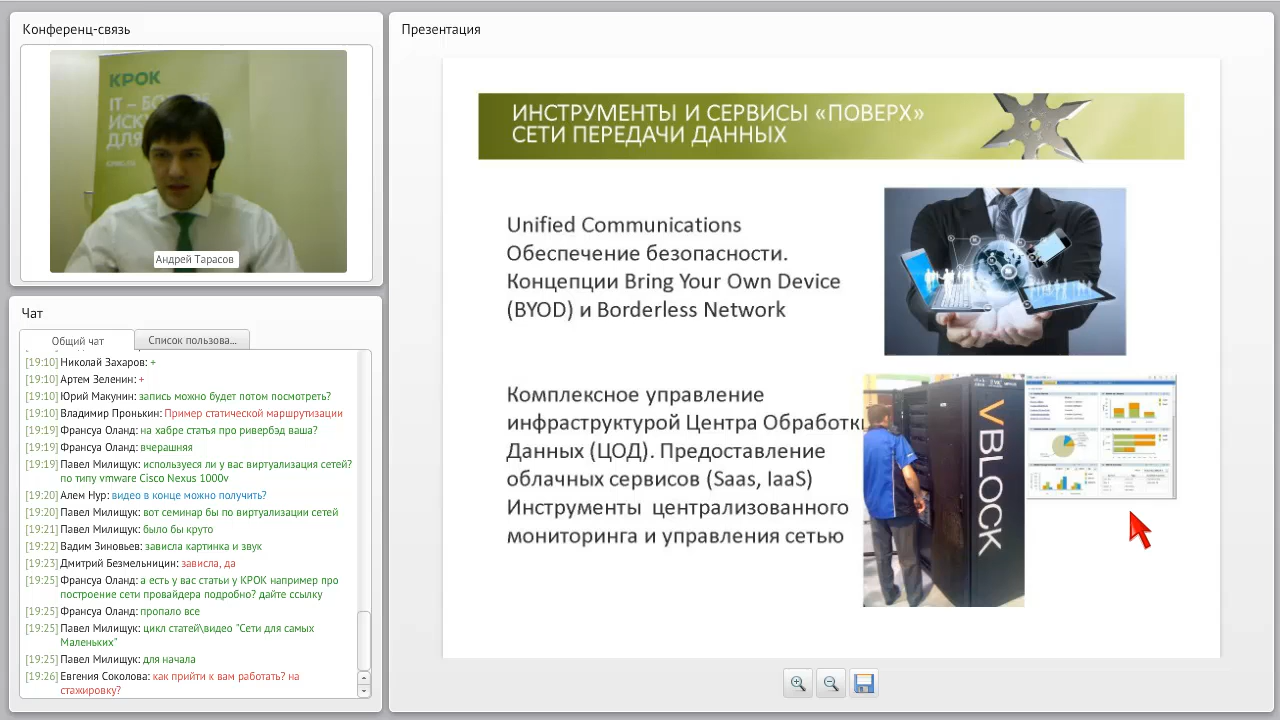 Конференц-связь
КРОК
Андрей Тарасов
Чат
Общий чат
Список пользова...
[19:10] Николай Захаров: +
[19:10] Артем Зеленин: +
[19:10] Юрий Макунин: запись можно будет потом посмотреть?
[19:10] Владимир Пронькин: Пример статической маршрутизации
[19:19] Франсуа Оланд: на хабре статья про ривербэд ваша?
[19:19] Франсуа Оланд: вчерашняя
[19:19] Павел Милищук: используеся ли у вас виртуализация сетей?
по типу vmware Cisco Nexus 1000v
[19:20] Алем Нур: видео в конце можно получить?
[19:20] Павел Милищук: вот семинар бы по виртуализации сетей
[19:21] Павел Милищук: было бы круто
[19:22] Вадим Зиновьев: зависла картинка и звук
[19:23] Дмитрий Безмельницин: зависла, да
[19:25] Франсуа Оланд: а есть у вас статьи у КРОК например про
построение сети провайдера подробно? дайте ссылку
[19:25] Франсуа Оланд: пропало все
[19:25] Павел Милищук: цикл статей\видео "Сети для самых
Маленьких"
[19:25] Павел Милищук: для начала
[19:26] Евгения Соколова: как прийти к вам работать? на
стажировку?
Презентация
ИНСТРУМЕНТЫ И СЕРВИСЫ «ПОВЕРХ»
СЕТИ ПЕРЕДАЧИ ДАННЫХ
Unified Communications
Обеспечение безопасности.
Концепции Bring Your Own Device
(BYOD) и Borderless Network
Комплексное управление
инфраструктурой Центра Обработки
Данных (ЦОД). Предоставление
облачных сервисов (Saas, IaaS)
Инструменты централизованного
мониторинга и управления сетью
VBLOCK